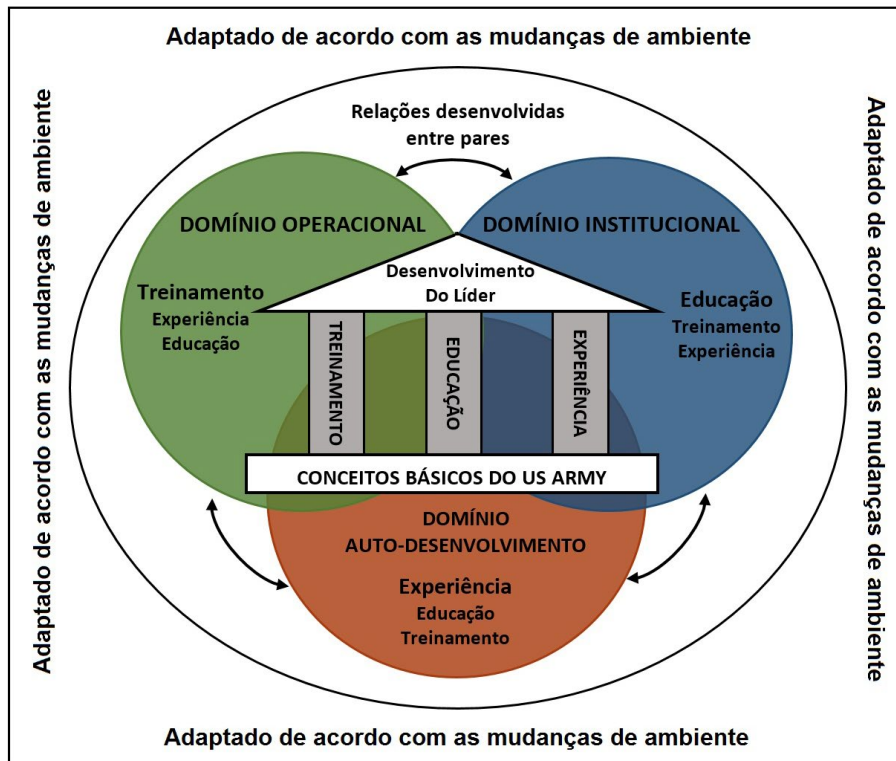 Adaptado de acordo com as mudanças de ambiente
Adaptado de acordo com as mudanças de ambiente
Adaptado de acordo com as mudanças de ambiente
Relações desenvolvidas
entre pares
DOMÍNIO OPERACIONAL
DOMÍNIO INSTITUCIONAL
Desenvolvimento
Do Líder
Treinamento
Experiência
Educação
Educação
Treinamento
Experiência
TREINAMENTO
EDUCAÇÃO
EXPERIÊNCIA
CONCEITOS BÁSICOS DO US ARMY
DOMÍNIO
AUTO-DESENVOLVIMENTO
Experiência
Educação
Treinamento
Adaptado de acordo com as mudanças de ambiente